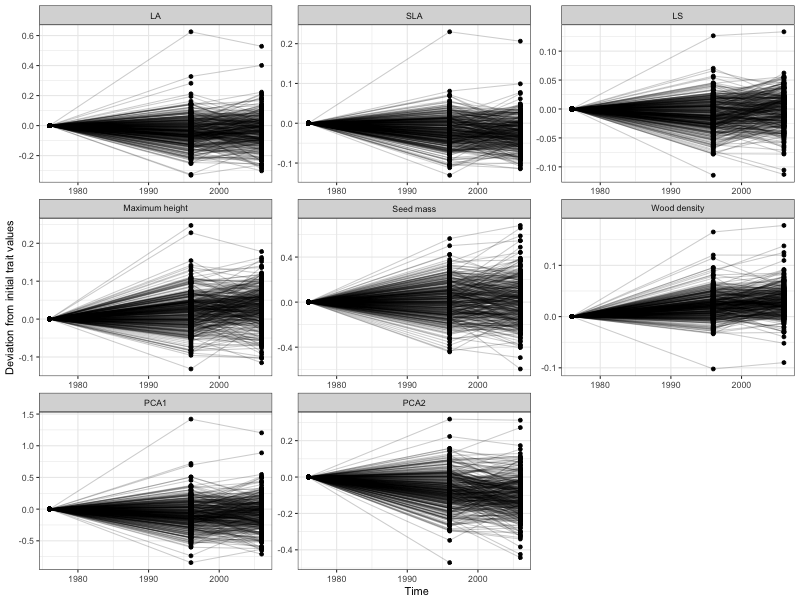 LA
SLA
LS
0.6
0.4
0.2
0.0
-0.2
0.2
0.1
0.0
-0.1
0.10
0.05
0.00
-0.05
-0.10
1980 1990 2000
1980 1990 2000
1980 1990 2000
Maximum height
Seed mass
Wood density
Deviation from initial trait values
0.2
0.1
0.0
-0.1
0.4
0.0
-0.4
0.1
0.0
-0.1
1980 1990 2000
1980 1990 2000
1980 1990 2000
PCA1
PCA2
1.5
1.0
0.5
0.0
-0.5
0.2
0.0
-0.2
-0.4
1980 1990 2000
1980 1990 2000
Time